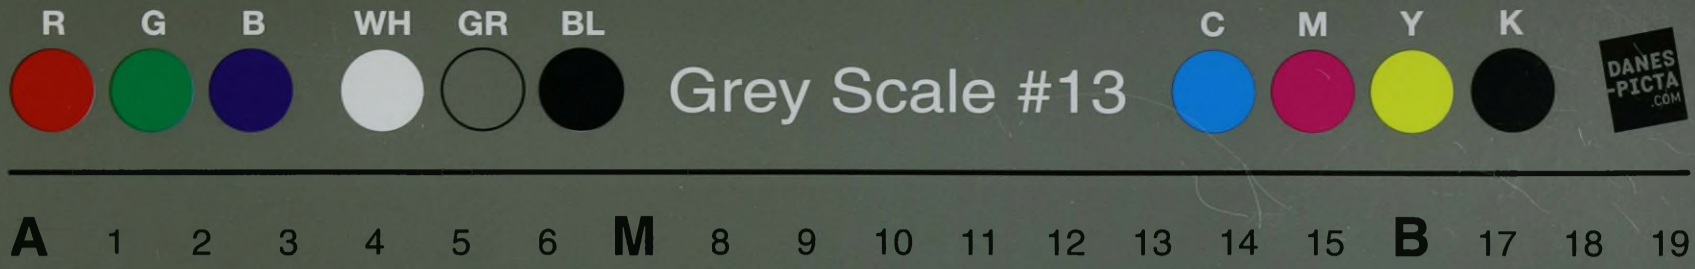 R G B WH GR BL C M Y K
Grey Scale #13
DANES
-PICTA
.COM
A 1 2 3 4 5 6 M 8 9 10 11 12 13 14 15 B 17 18 19